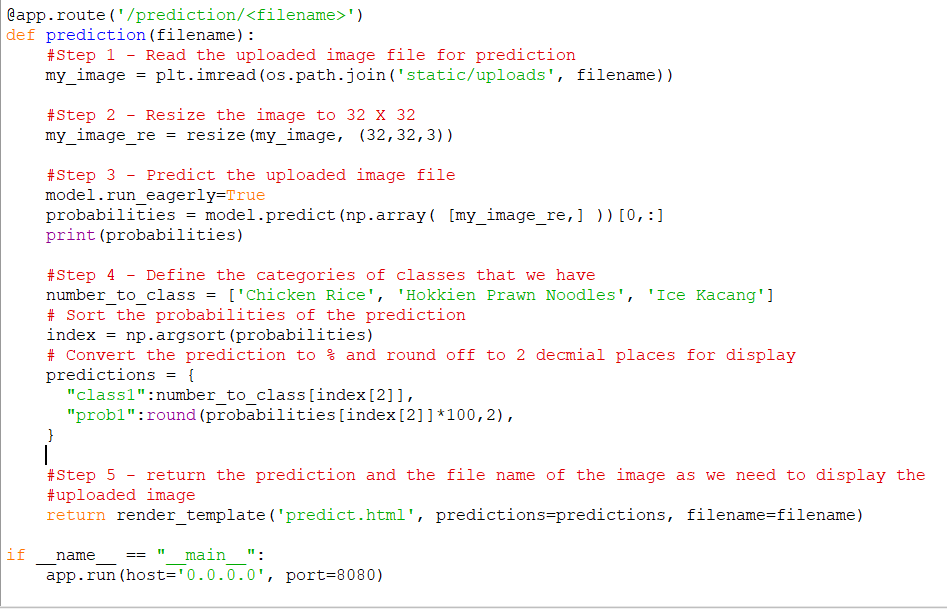 @app.route('/prediction/<filename>')
def prediction(filename):
    #Step 1 - Read the uploaded image file for prediction
    my_image = plt.imread(os.path.join('static/uploads', filename))

    #Step 2 - Resize the image to 32 X 32
    my_image_re = resize(my_image, (32,32,3))

    #Step 3 - Predict the uploaded image file
    model.run_eagerly=True
    probabilities = model.predict(np.array( [my_image_re,] ))[0,:]
    print(probabilities)

    #Step 4 - Define the categories of classes that we have
    number_to_class = ['Chicken Rice', 'Hokkien Prawn Noodles', 'Ice Kacang']
    # Sort the probabilities of the prediction
    index = np.argsort(probabilities)
    # Convert the prediction to % and round off to 2 decmial places for display
    predictions = {
      "class1":number_to_class[index[2]],
      "prob1":round(probabilities[index[2]]*100,2),
    }

    #Step 5 - return the prediction and the file name of the image as we need to display the
    #uploaded image
    return render_template('predict.html', predictions=predictions, filename=filename)

if __name__ == "__main__":
    app.run(host='0.0.0.0', port=8080)